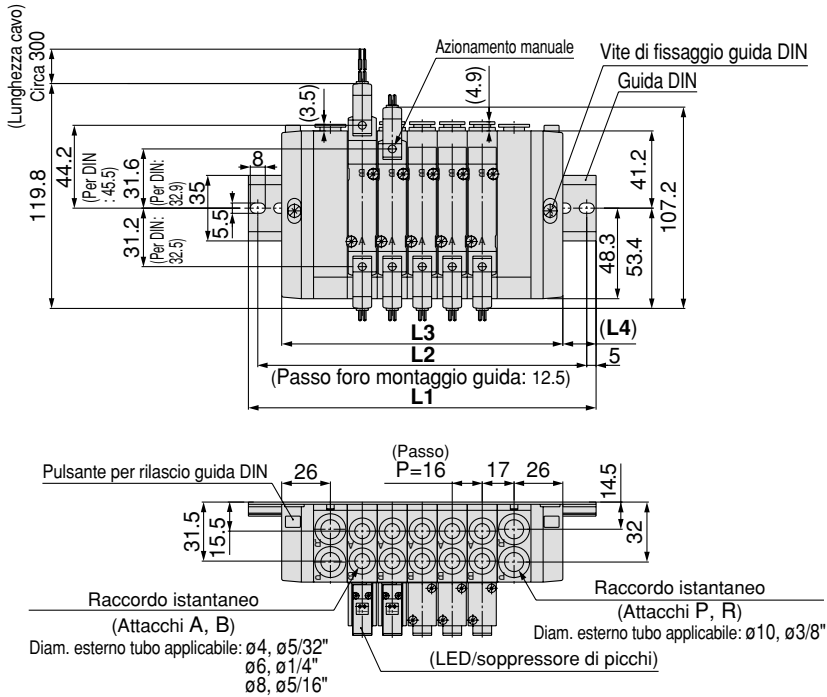 (Lunghezza cavo)
Circa 300
119.8
44.2
(Per DIN
: 45.5)
31.6
(Per DIN:
32.9)
31.2
(Per DIN:
32.5)
8
35
5.5
(3.5)
Azionamento manuale
(4.9)
Vite di fissaggio guida DIN
Guida DIN
41.2
107.2
48.3
53.4
B B B B B
A A A A A
L3
(L4)
L2
5
(Passo foro montaggio guida: 12.5)
L1
Pulsante per rilascio guida DIN
26
(Passo)
P=16
17
26
14.5
31.5
15.5
32
R A A A A A R
P B B B B B P
Raccordo istantaneo
(Attacchi A, B)
Diam. esterno tubo applicabile: ø4, ø5/32"
ø6, ø1/4"
ø8, ø5/16"
(LED/soppressore di picchi)
Raccordo istantaneo
(Attacchi P, R)
Diam. esterno tubo applicabile: ø10, ø3/8"